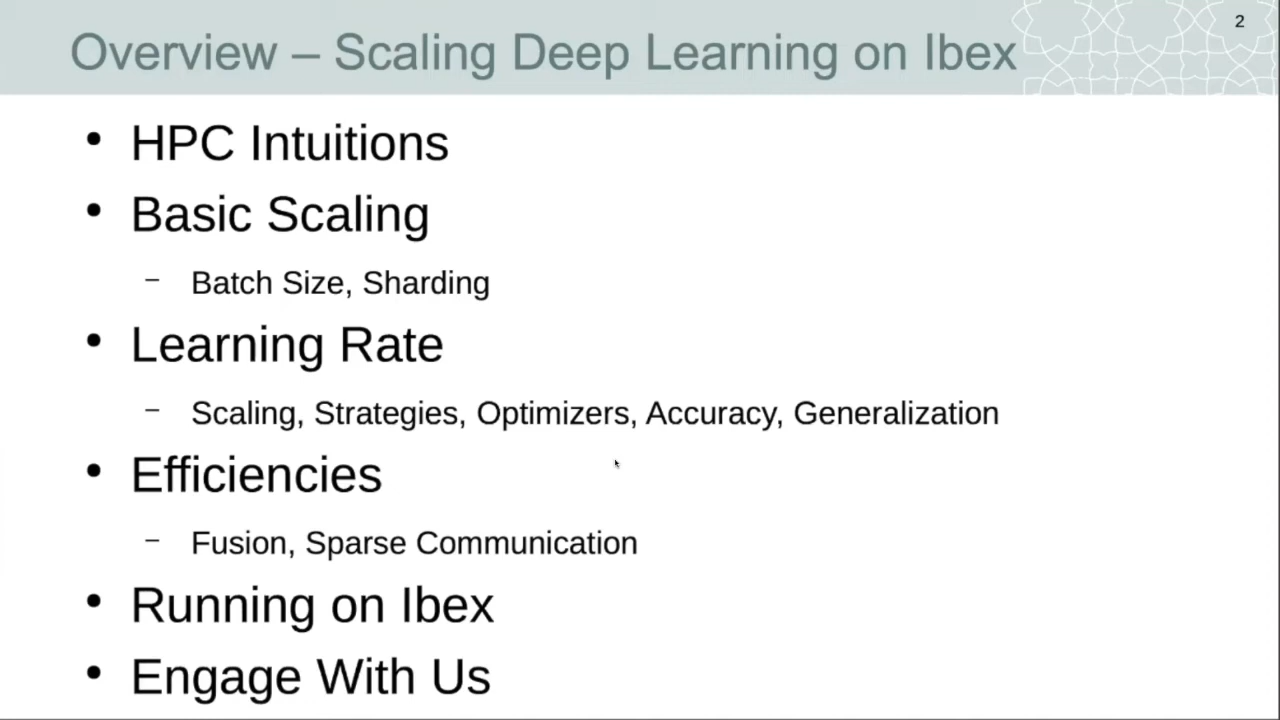 2
Overview – Scaling Deep Learning on Ibex
• HPC Intuitions
• Basic Scaling
– Batch Size, Sharding
• Learning Rate
– Scaling, Strategies, Optimizers, Accuracy, Generalization
• Efficiencies
– Fusion, Sparse Communication
• Running on Ibex
• Engage With Us